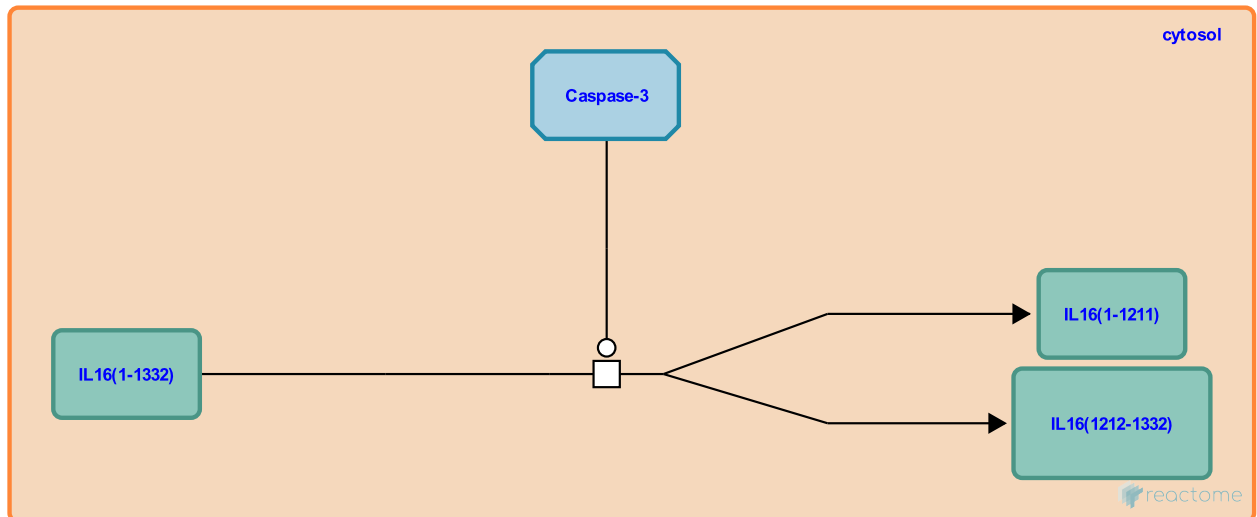 cytosol
Caspase-3
IL16(1-1211)
IL16(1-1332)
IL16(1212-1332)
reactome